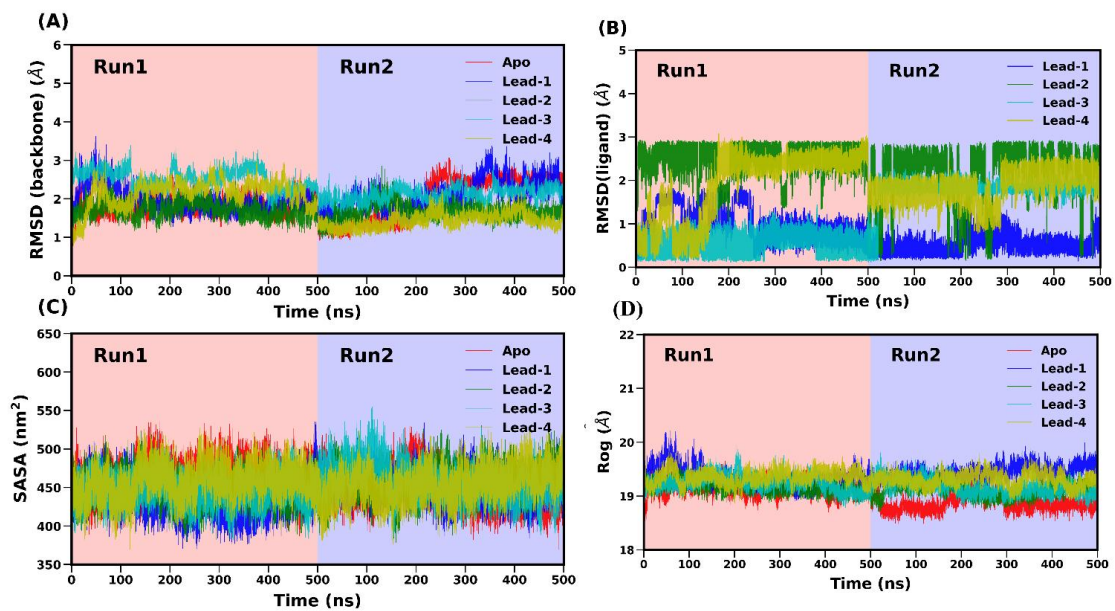 (A)
RMSD (backbone) (Å)
6
5
4
3
2
1
0
Run1
Run2
Apo
Lead-1
Lead-2
Lead-3
Lead-4
0 100 200 300 400 500 100 200 300 400 500
Time (ns)
(B)
RMSD(ligand) (Å)
5
4
3
2
1
0
Run1
Run2
Lead-1
Lead-2
Lead-3
Lead-4
0 100 200 300 400 500 100 200 300 400 500
Time (ns)
(C)
SASA (nm²)
650
600
550
500
450
400
350
Run1
Run2
Apo
Lead-1
Lead-2
Lead-3
Lead-4
0 100 200 300 400 500 100 200 300 400 500
Time (ns)
(D)
Rog (Å)
22
21
20
19
18
Run1
Run2
Apo
Lead-1
Lead-2
Lead-3
Lead-4
0 100 200 300 400 500 100 200 300 400 500
Time (ns)